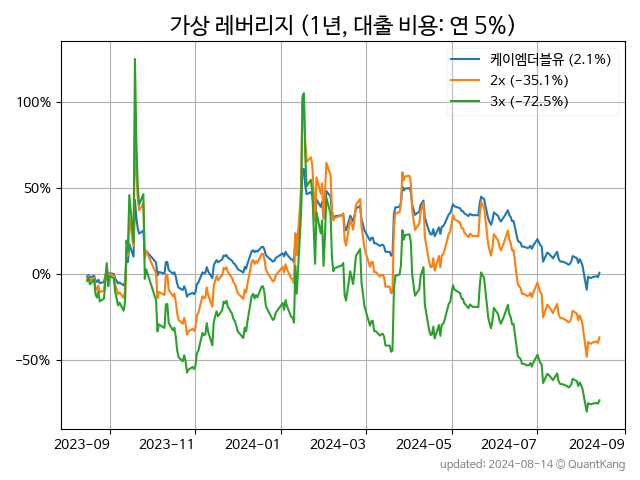 가상 레버리지 (1년, 대출 비용: 연 5%)
케이엠더블유 (2.1%)
2x (−35.1%)
3x (−72.5%)
100%
50%
0%
−50%
2023−09 2023−11 2024−01 2024−03 2024−05 2024−07 2024−09
updated: 2024−08−14 © QuantKang